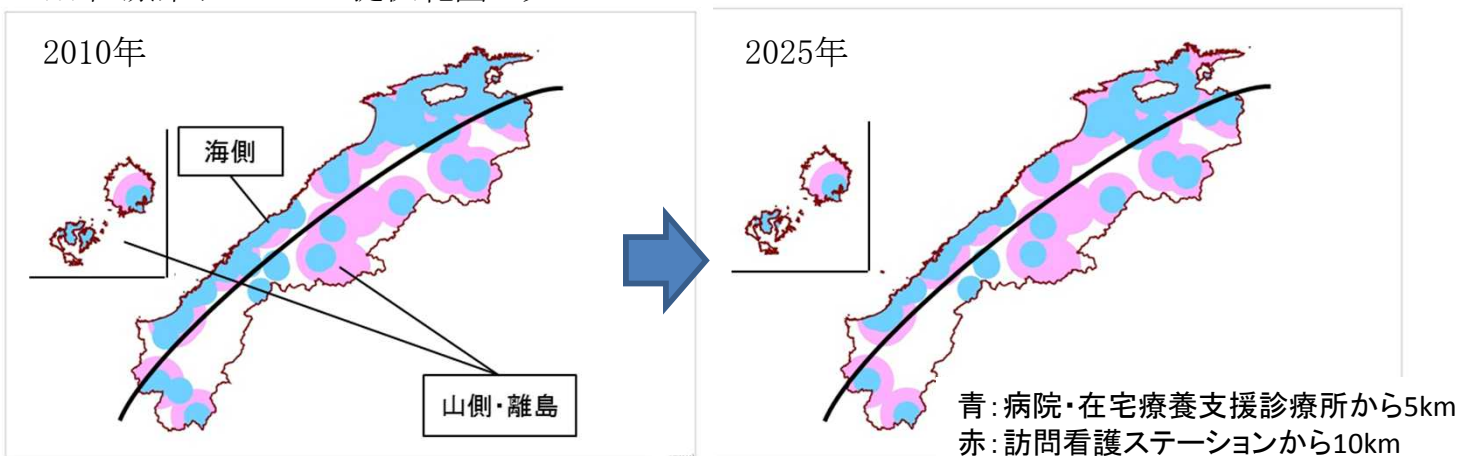 2010年
2025年
海側
山側・離島
青：病院・在宅療養支援診療所から5km
赤：訪問看護ステーションから10km